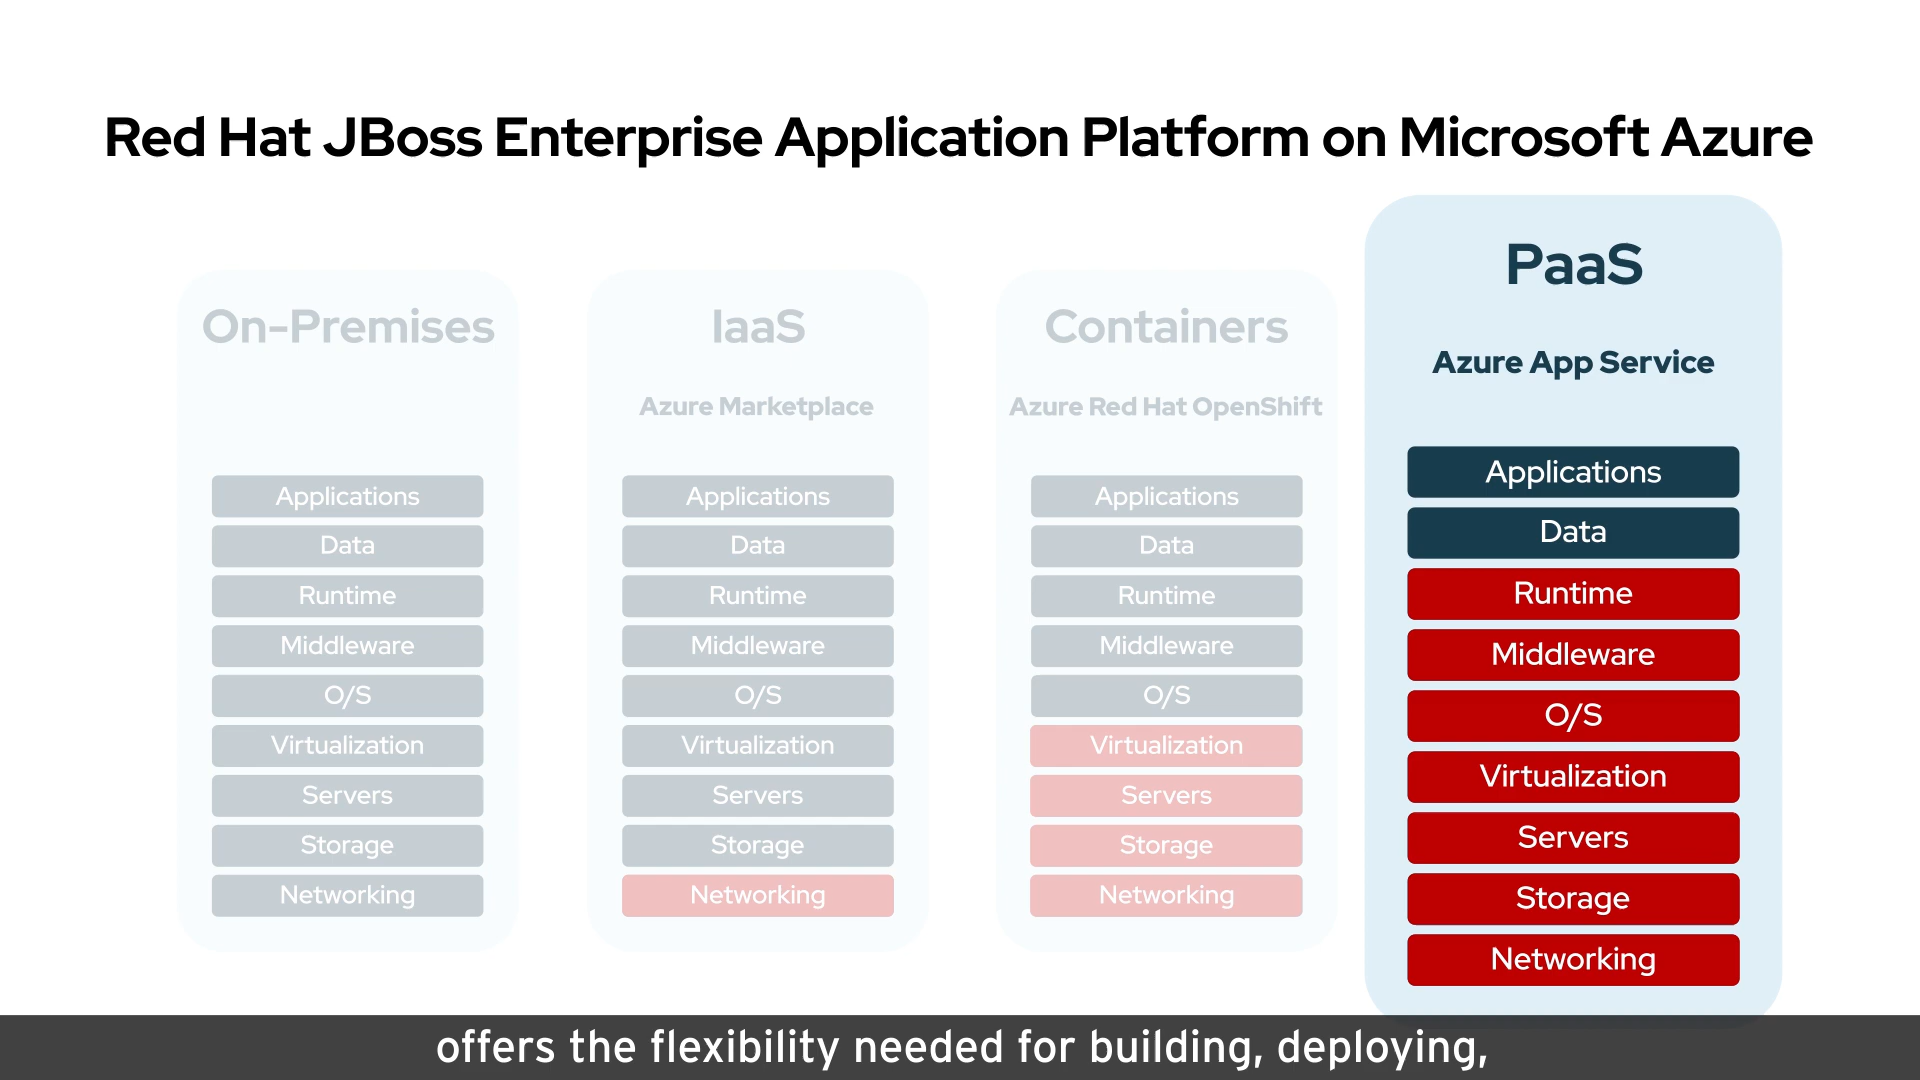 Red Hat JBoss Enterprise Application Platform on Microsoft Azure
On-Premises
Applications
Data
Runtime
Middleware
O/S
Virtualization
Servers
Storage
Networking
IaaS
Azure Marketplace
Applications
Data
Runtime
Middleware
O/S
Virtualization
Servers
Storage
Networking
Containers
Azure Red Hat OpenShift
Applications
Data
Runtime
Middleware
O/S
Virtualization
Servers
Storage
Networking
PaaS
Azure App Service
Applications
Data
Runtime
Middleware
O/S
Virtualization
Servers
Storage
Networking
offers the flexibility needed for building, deploying,